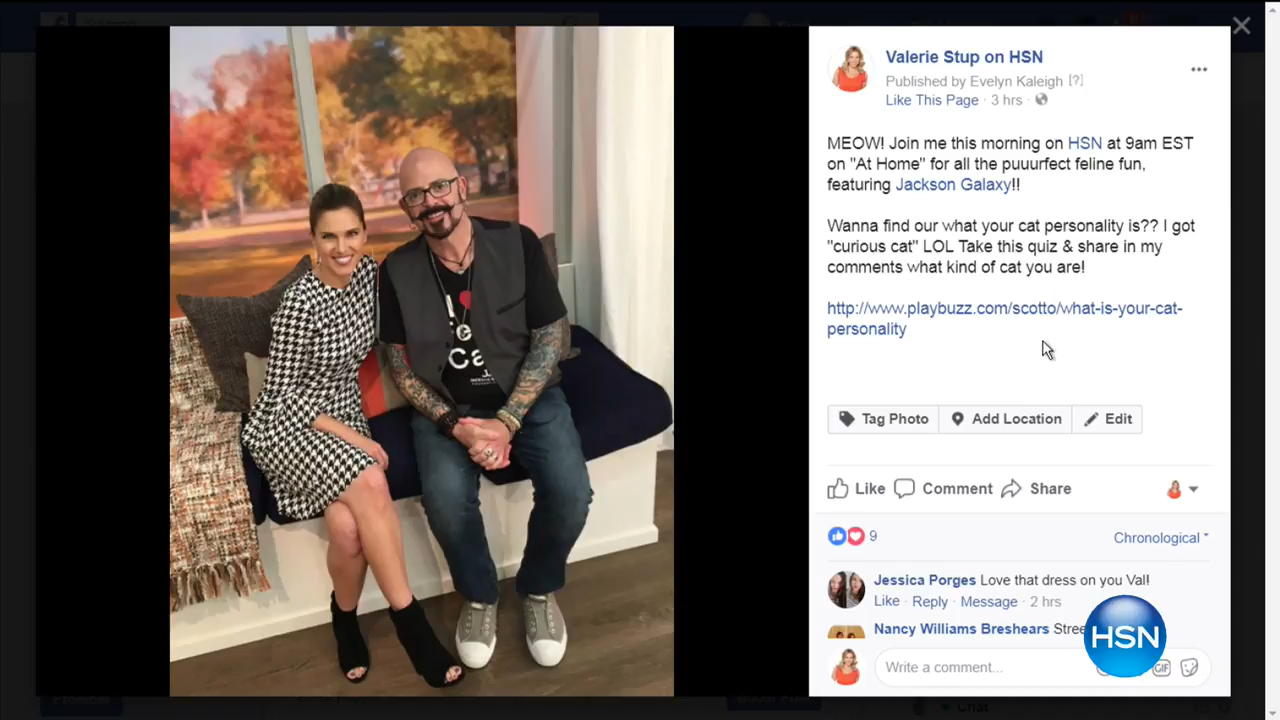 Valerie Stup on HSN
Published by Evelyn Kaleigh [?]
Like This Page · 3 hrs ·
MEOW! Join me this morning on HSN at 9am EST
on "At Home" for all the puuurfect feline fun,
featuring Jackson Galaxy!!
Wanna find our what your cat personality is?? I got
"curious cat" LOL Take this quiz & share in my
comments what kind of cat you are!
http://www.playbuzz.com/scotto/what-is-your-cat-
personality
Tag Photo Add Location Edit
Like Comment Share
9 Chronological
Jessica Porges Love that dress on you Val!
Like · Reply · Message · 2 hrs
Nancy Williams Breshears
HSN
Write a comment...
GIF
I
Ca
Chat